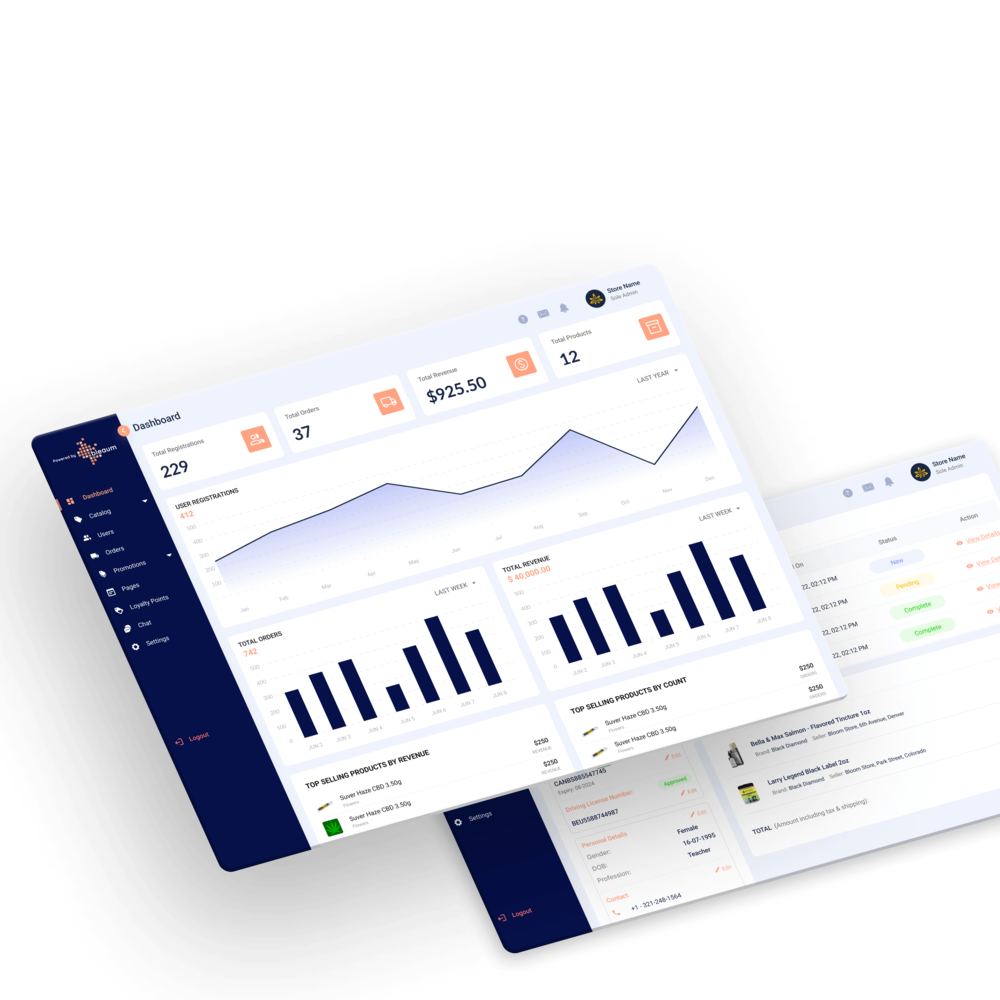 Store Name
Sole Admin
Powered by
Dashboard
Catalog
Users
Orders
Promotions
Pages
Loyalty Points
Chat
Settings
Logout
Dashboard
Total Registrations
229
Total Orders
37
Total Revenue
$925.50
Total Products
12
USER REGISTRATIONS
412
LAST YEAR
500
400
300
200
100
Jan
Feb
Mar
Apr
May
Jun
Jul
Aug
Sep
Oct
Nov
Dec
TOTAL ORDERS
742
LAST WEEK
500
400
300
200
100
0
JUN 2
JUN 3
JUN 4
JUN 5
JUN 6
JUN 7
JUN 8
TOTAL REVENUE
$ 40,000.00
LAST WEEK
500
400
300
200
100
0
JUN 2
JUN 3
JUN 4
JUN 5
JUN 6
JUN 7
JUN 8
TOP SELLING PRODUCTS BY REVENUE
Suver Haze CBD 3.50g
Flowers
$250
REVENUE
Suver Haze CBD 3.50g
Flowers
$250
REVENUE
TOP SELLING PRODUCTS BY COUNT
Suver Haze CBD 3.50g
Flowers
$250
ORDERS
Suver Haze CBD 3.50g
Flowers
$250
ORDERS
Store Name
Sole Admin
Status
Action
22, 02:12 PM
New
View Details
22, 02:12 PM
Pending
22, 02:12 PM
Complete
22, 02:12 PM
Complete
Settings
Logout
CANBS885547745
Expiry: 08-2024
Edit
Approved
Driving License Number:
Edit
BEUS588744987
Personal Details
Edit
Gender:
Female
DOB:
16-07-1995
Profession:
Teacher
Contact
Edit
+1 - 321-248-1564
Bella & Max Salmon - Flavored Tincture 1oz
Brand: Black Diamond Seller: Bloom Store, 6th Avenue, Denver
Larry Legend Black Label 2oz
Brand: Black Diamond Seller: Bloom Store, Park Street, Colorado
TOTAL (Amount including tax & shipping):